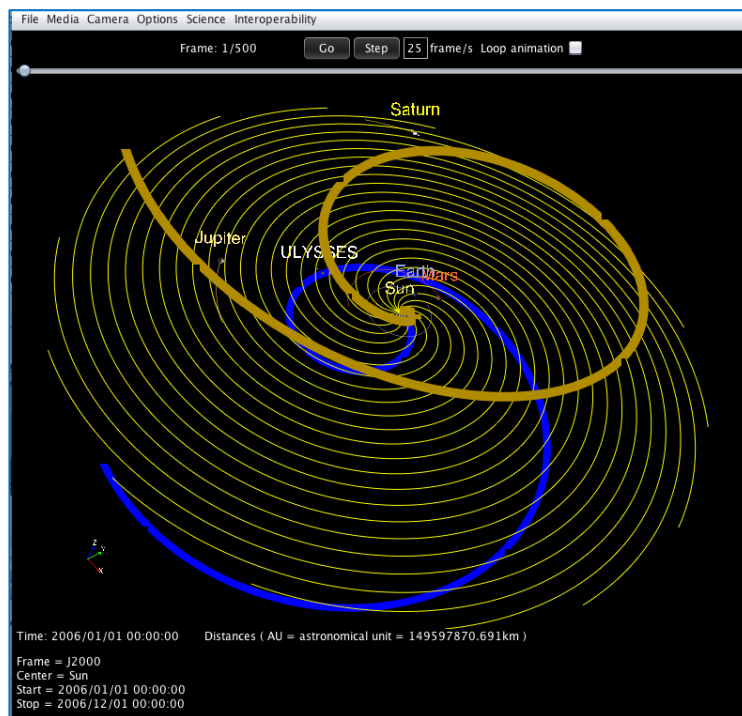 File Media Camera Options Science Interoperability
Frame: 1/500 Go Step 25 frame/s Loop animation
Saturn
Jupiter
ULYSSES
Earth
Mars
Sun
Z
Y
X
Time: 2006/01/01 00:00:00 Distances ( AU = astronomical unit = 149597870.691km )
Frame = J2000
Center = Sun
Start = 2006/01/01 00:00:00
Stop = 2006/12/01 00:00:00